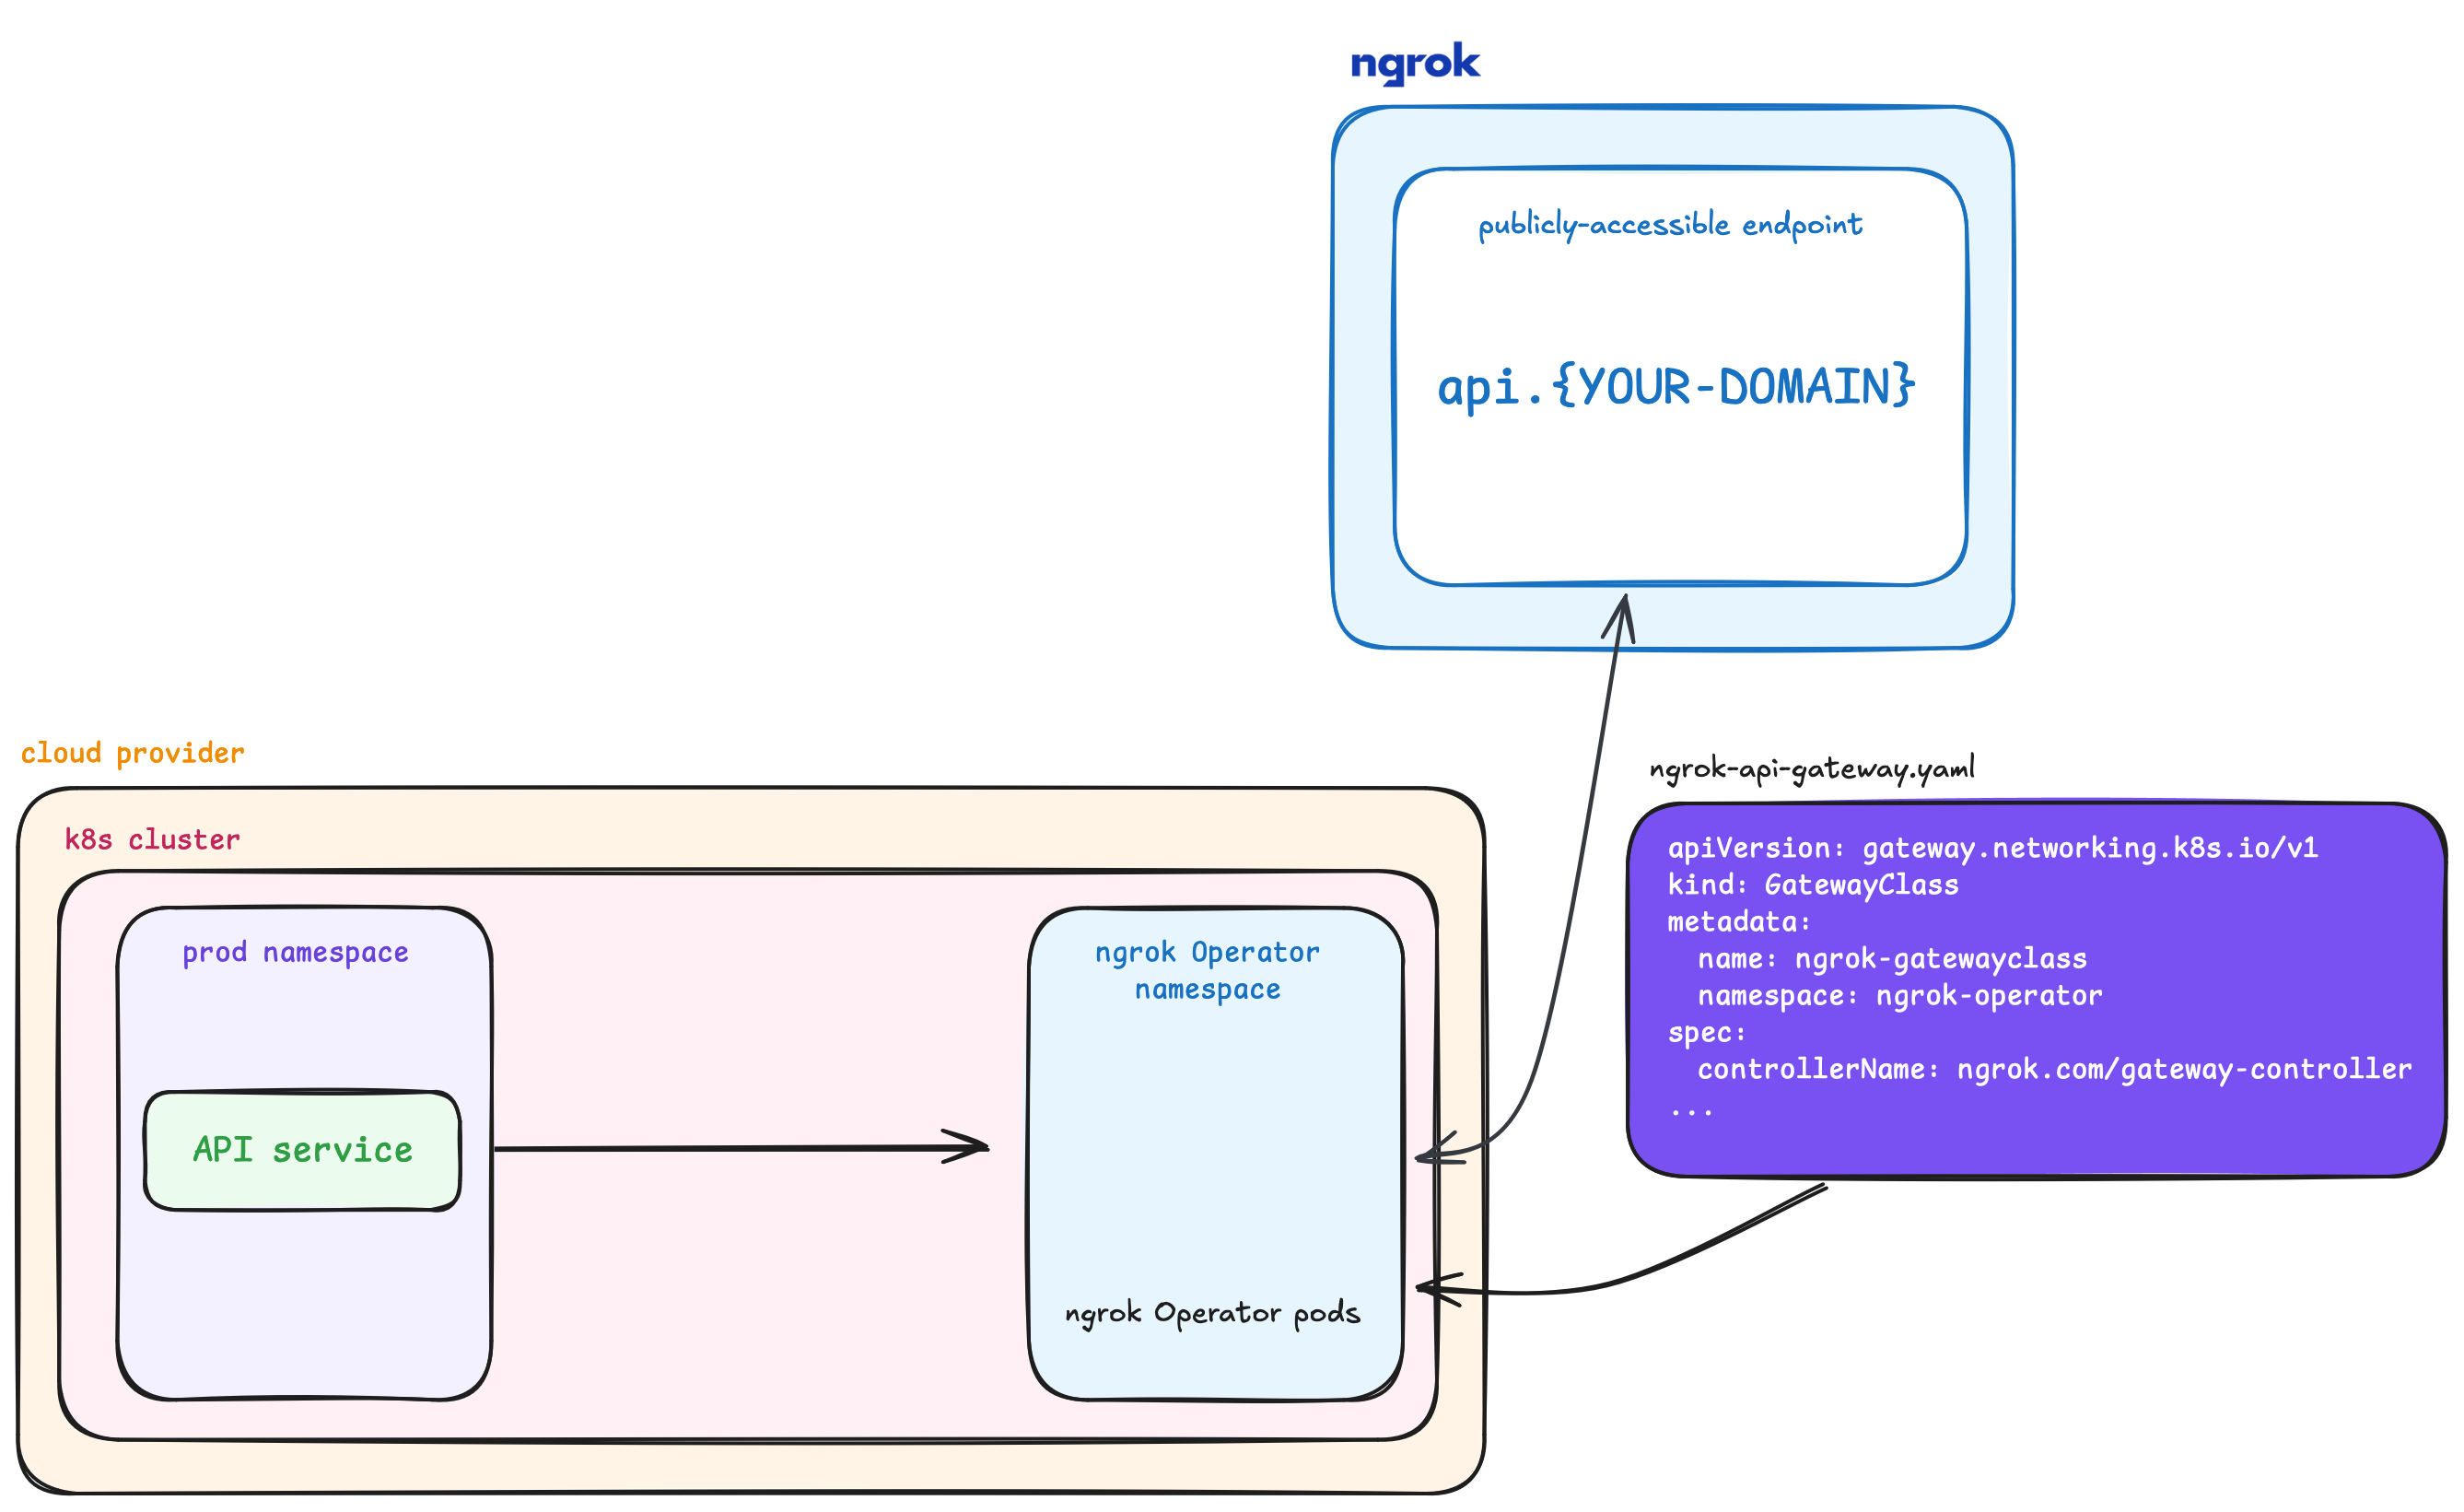 ngrok
publicly-accessible endpoint
api.{YOUR-DOMAIN}
cloud provider
k8s cluster
prod namespace
API service
ngrok Operator
namespace
ngrok Operator pods
ngrok-api-gateway.yaml
apiVersion: gateway.networking.k8s.io/v1
kind: GatewayClass
metadata:
  name: ngrok-gatewayclass
  namespace: ngrok-operator
spec:
  controllerName: ngrok.com/gateway-controller
...